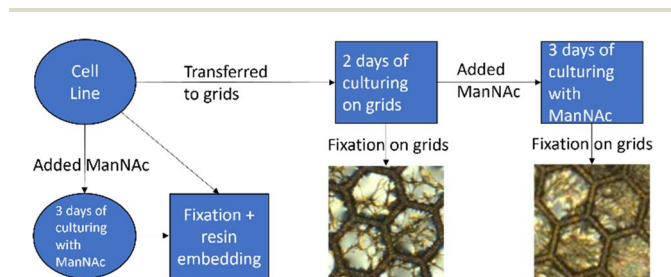 Cell
Line
Transferred
to grids
2 days of
culturing
on grids
Added
ManNAc
3 days of
culturing
with
ManNAc
Added ManNAc
Fixation on grids
Fixation on grids
3 days of
culturing
with
ManNAc
Fixation +
resin
embedding